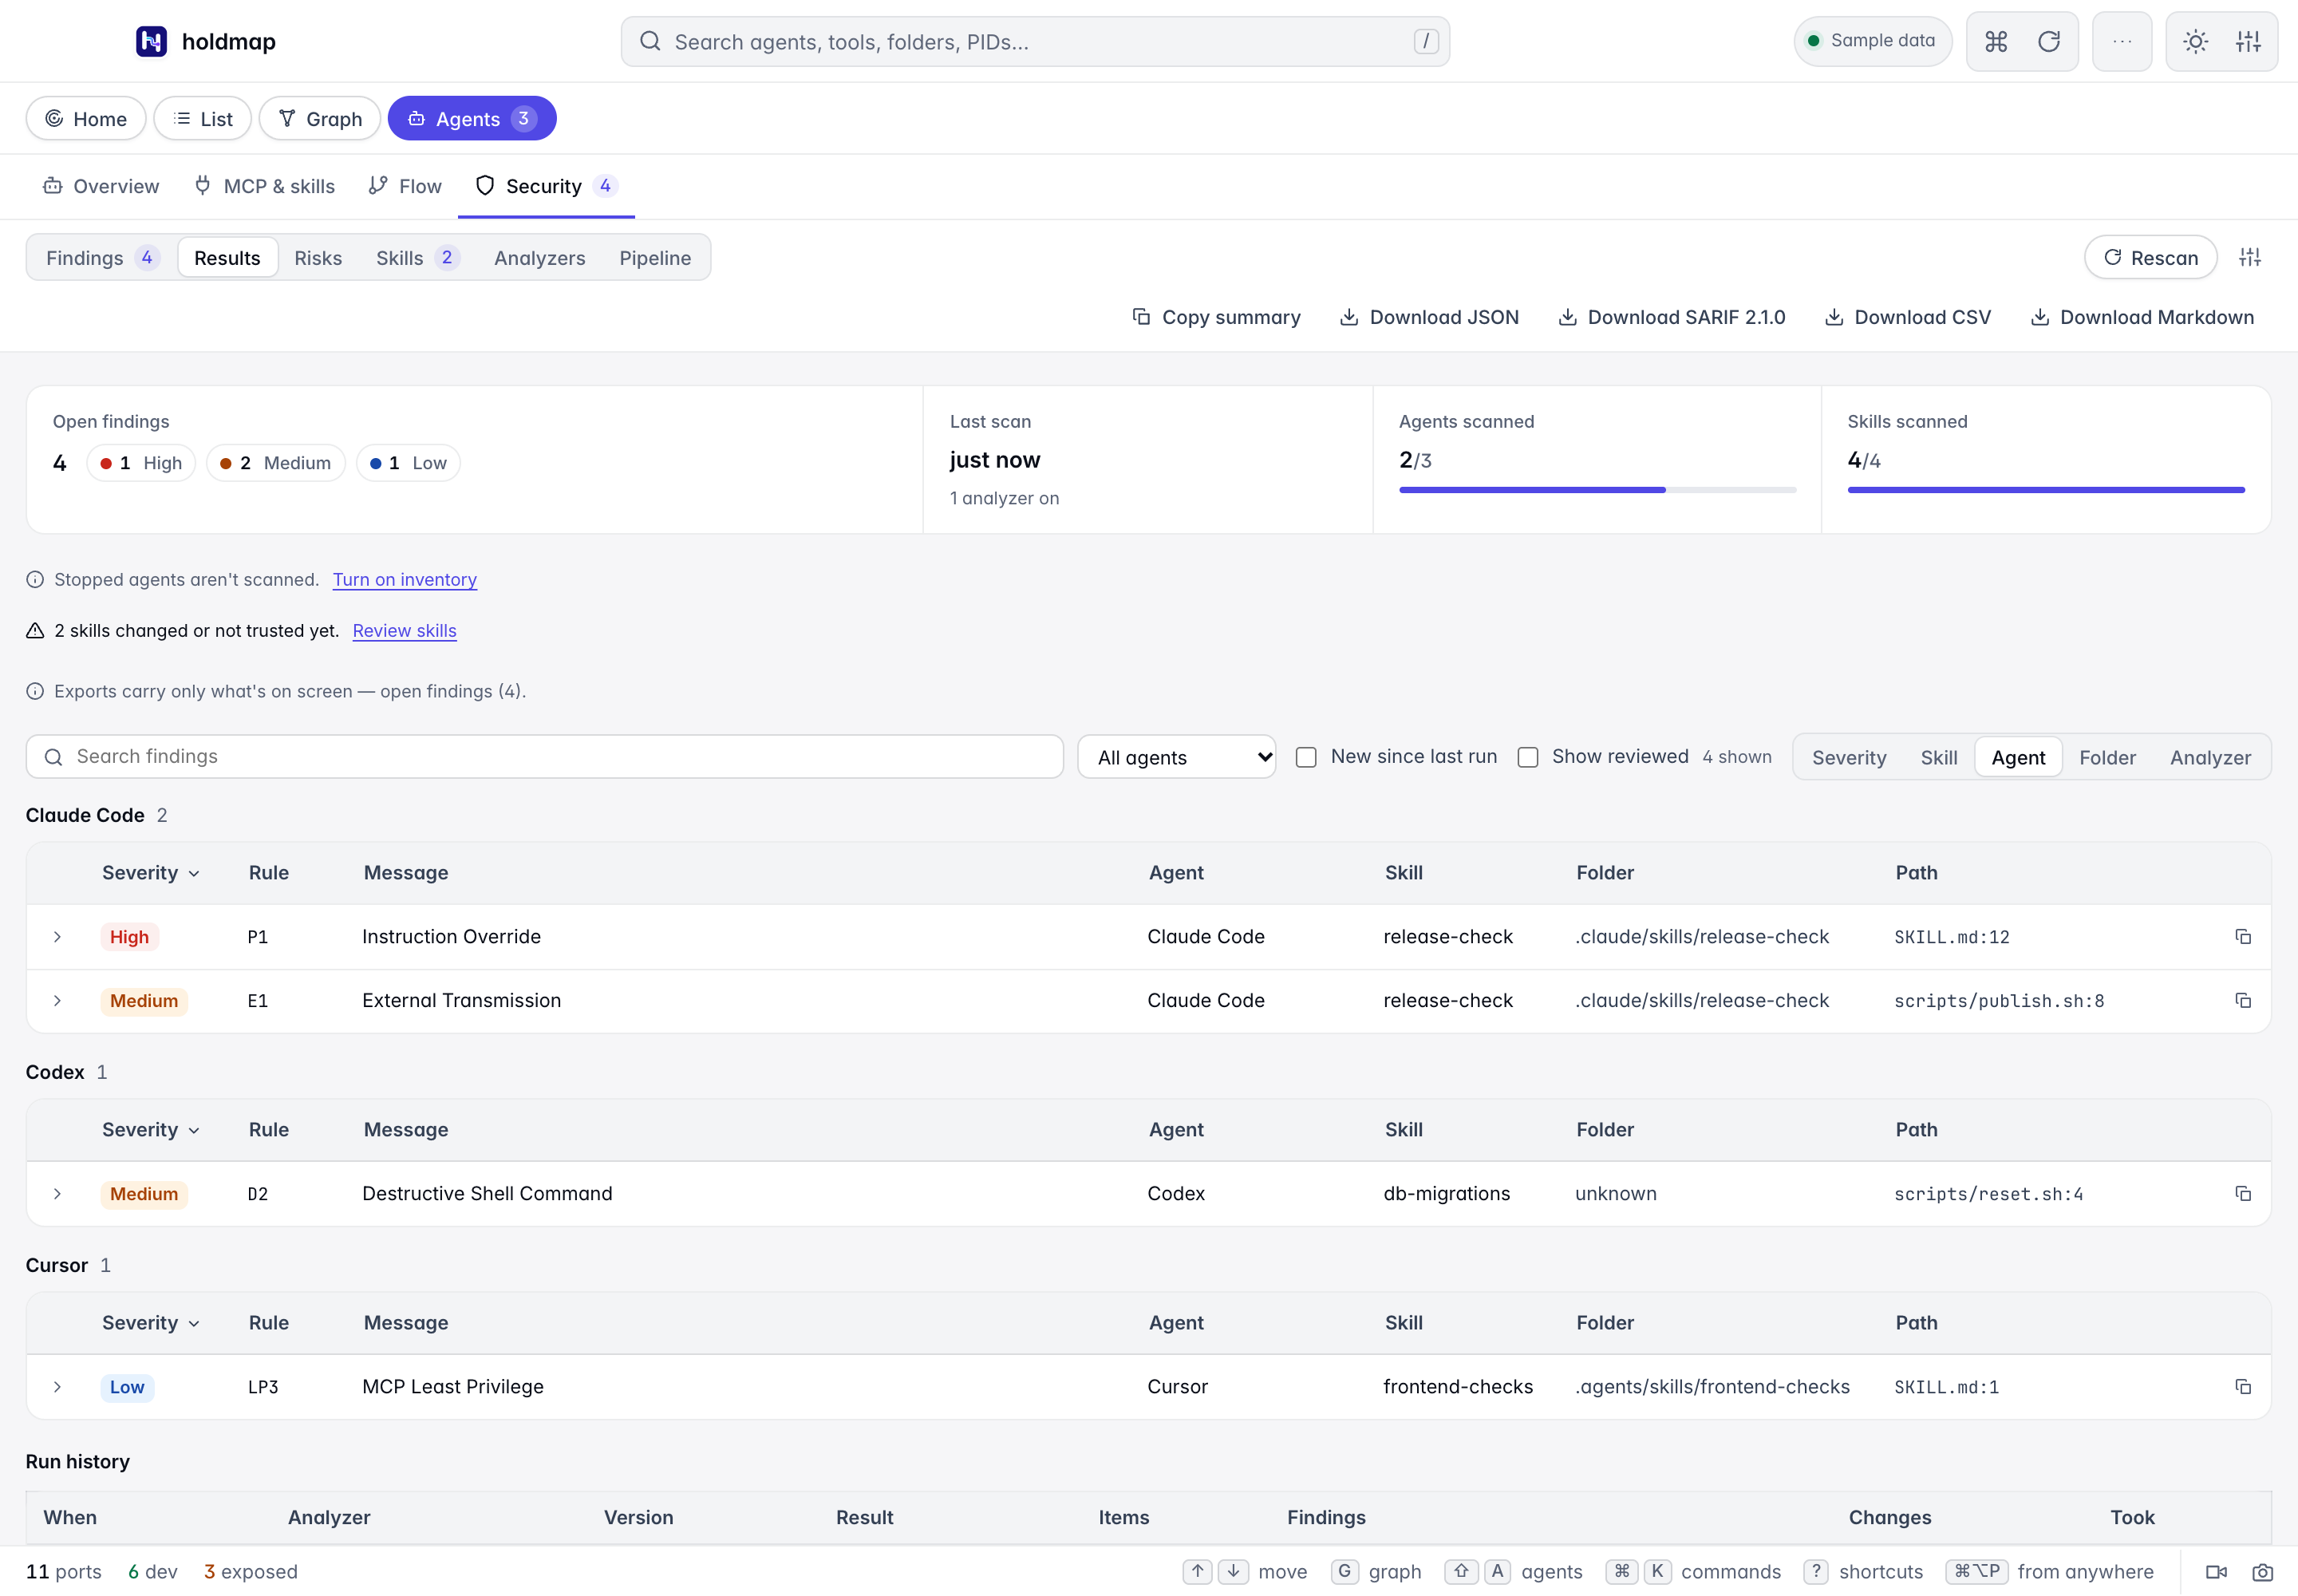 holdmap
Search agents, tools, folders, PIDs...
/
Sample data
Home
List
Graph
Agents 3
Overview
MCP & skills
Flow
Security 4
Findings 4
Results
Risks
Skills 2
Analyzers
Pipeline
Rescan
Copy summary
Download JSON
Download SARIF 2.1.0
Download CSV
Download Markdown
Open findings
4 1 High 2 Medium 1 Low
Last scan
just now
1 analyzer on
Agents scanned
2/3
Skills scanned
4/4
Stopped agents aren't scanned. Turn on inventory
2 skills changed or not trusted yet. Review skills
Exports carry only what's on screen — open findings (4).
Search findings
All agents
New since last run
Show reviewed
4 shown
Severity Skill Agent Folder Analyzer
Claude Code 2
Severity Rule Message Agent Skill Folder Path
High P1 Instruction Override Claude Code release-check .claude/skills/release-check SKILL.md:12
Medium E1 External Transmission Claude Code release-check .claude/skills/release-check scripts/publish.sh:8
Codex 1
Severity Rule Message Agent Skill Folder Path
Medium D2 Destructive Shell Command Codex db-migrations unknown scripts/reset.sh:4
Cursor 1
Severity Rule Message Agent Skill Folder Path
Low LP3 MCP Least Privilege Cursor frontend-checks .agents/skills/frontend-checks SKILL.md:1
Run history
When Analyzer Version Result Items Findings Changes Took
11 ports 6 dev 3 exposed
↑ ↓ move G graph ⇧ A agents ⌘ K commands ? shortcuts ⌘⌥P from anywhere